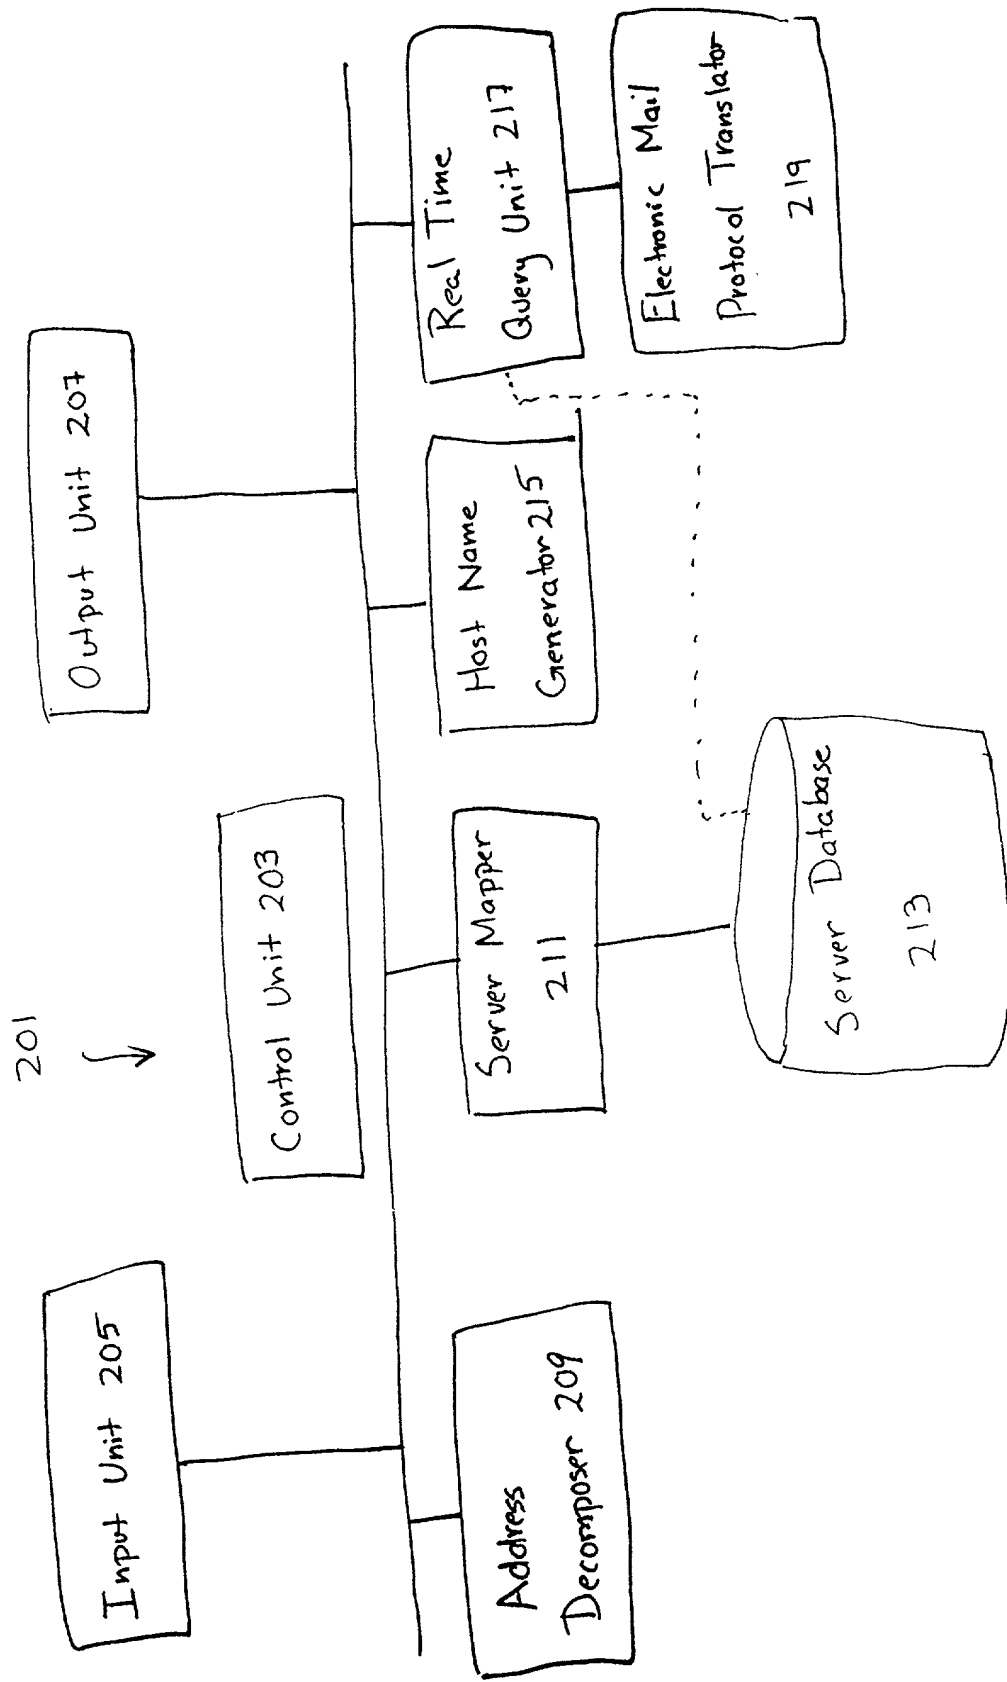 201
Input Unit 205
Control Unit 203
Output Unit 207
Address
Decomposer 209
Server Mapper
211
Host Name
Generator 215
Real Time
Query Unit 217
Server Database
213
Electronic Mail
Protocol Translator
219